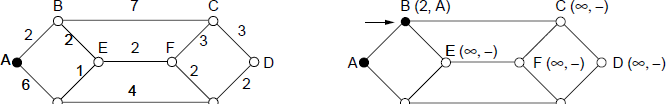 B 7 C B (2, A) C (∞, –)
2 2 3 3
A E 2 F D A E (∞, –) F (∞, –) D (∞, –)
6 1 2 2
4